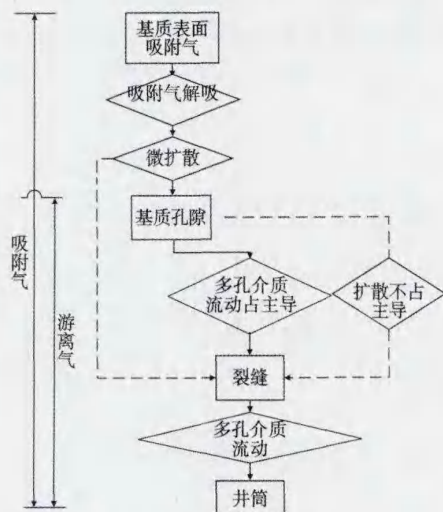 基质表面
吸附气
吸附气解吸
微扩散
基质孔隙
多孔介质
流动占主导
扩散不占
主导
裂缝
多孔介质
流动
井筒
吸附气
游离气